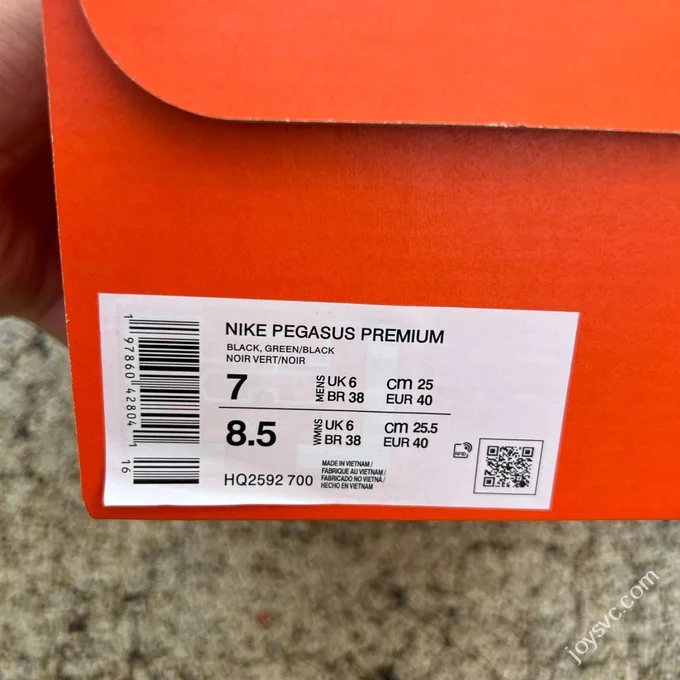 NIKE PEGASUS PREMIUM
BLACK, GREEN/BLACK
NOIR VERT/NOIR
7 MENS UK 6 cm 25
BR 38 EUR 40
8.5 WMNS UK 6 cm 25.5
BR 38 EUR 40
HQ2592 700
MADE IN VIETNAM /
FABRIQUE AU VIETNAM /
FABRICADO NO VIETNÃ /
HECHO EN VIETNAM
RFID
1 97860 42804 1
16
joysvc.com